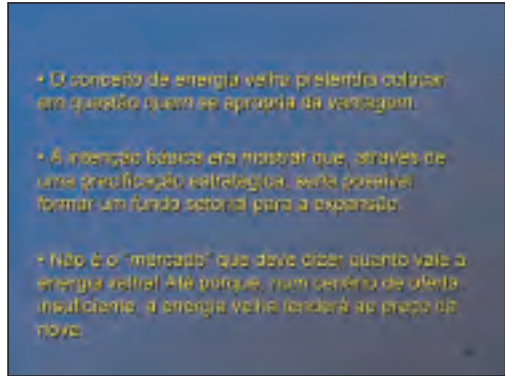 • O conceito de energia velha pretendia colocar
em questão quem se apropria da vantagem.
• A intenção básica era mostrar que, através de
uma precificação estratégica, seria possível
formar um fundo setorial para a expansão.
• Não é o "mercado" que deve dizer quanto vale a
energia velha! Até porque, num cenário de oferta
insuficiente, a energia velha tenderá ao preço da
nova.